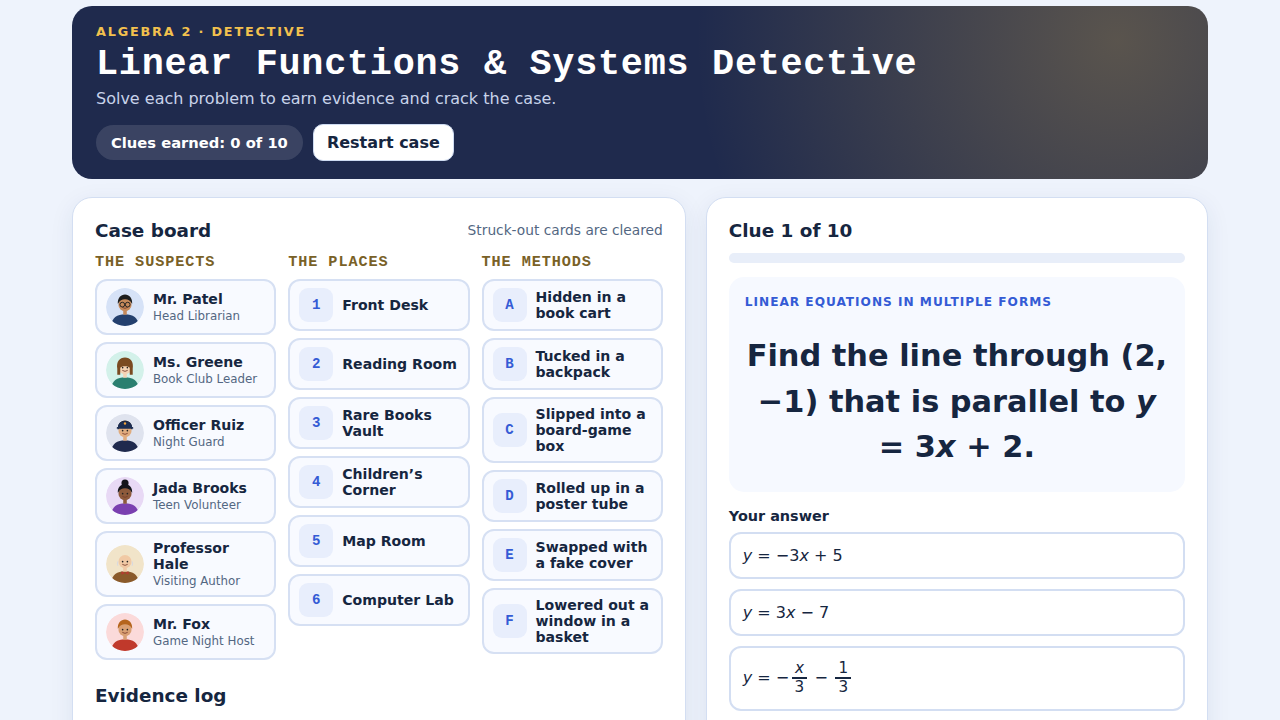 ALGEBRA 2 · DETECTIVE
Linear Functions & Systems Detective
Solve each problem to earn evidence and crack the case.
Clues earned: 0 of 10
Restart case
Case board
Struck-out cards are cleared
THE SUSPECTS
Mr. Patel
Head Librarian
Ms. Greene
Book Club Leader
Officer Ruiz
Night Guard
Jada Brooks
Teen Volunteer
Professor
Hale
Visiting Author
Mr. Fox
Game Night Host
THE PLACES
1 Front Desk
2 Reading Room
3 Rare Books
Vault
4 Children’s
Corner
5 Map Room
6 Computer Lab
THE METHODS
A Hidden in a
book cart
B Tucked in a
backpack
C Slipped into a
board-game
box
D Rolled up in a
poster tube
E Swapped with
a fake cover
F Lowered out a
window in a
basket
Evidence log
Clue 1 of 10
LINEAR EQUATIONS IN MULTIPLE FORMS
Find the line through (2,
−1) that is parallel to y
= 3x + 2.
Your answer
y = −3x + 5
y = 3x − 7
y = −x/3 − 1/3